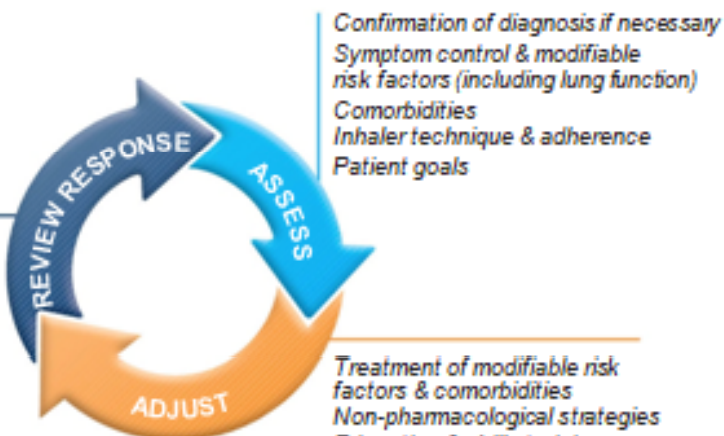 Confirmation of diagnosis if necessary
Symptom control & modifiable
risk factors (including lung function)
Comorbidities
Inhaler technique & adherence
Patient goals
REVIEW RESPONSE
ASSESS
ADJUST
Treatment of modifiable risk
factors & comorbidities
Non-pharmacological strategies